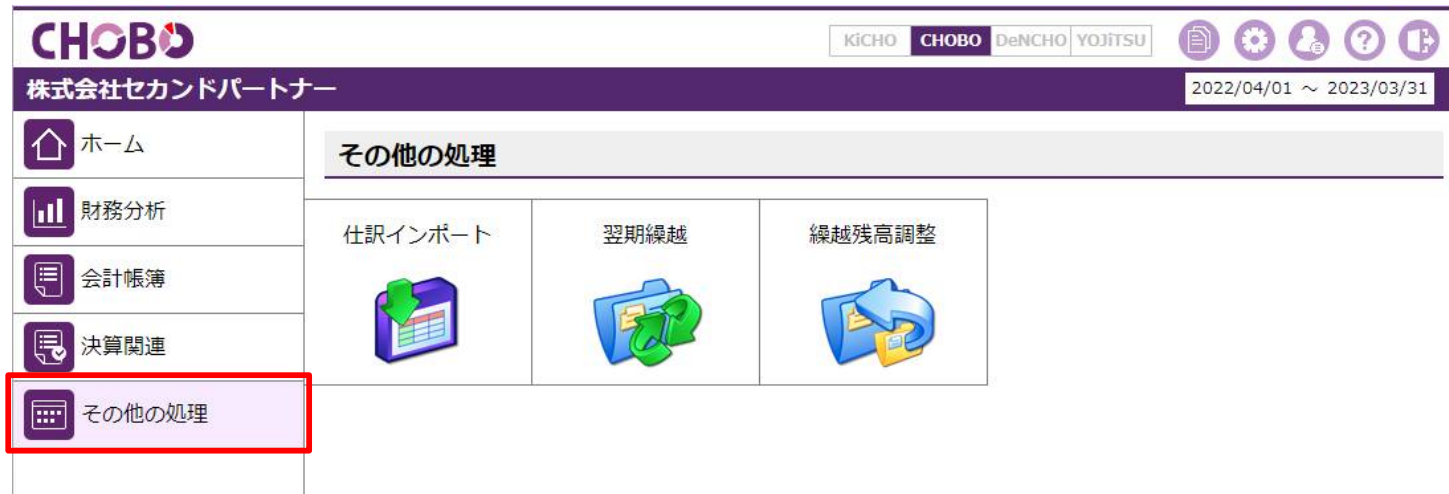 CHOBO
KiCHO CHOBO DeNCHO YOJiTSU
株式会社セカンドパートナー
2022/04/01 ~ 2023/03/31
ホーム
財務分析
会計帳簿
決算関連
その他の処理
その他の処理
仕訳インポート
翌期繰越
繰越残高調整